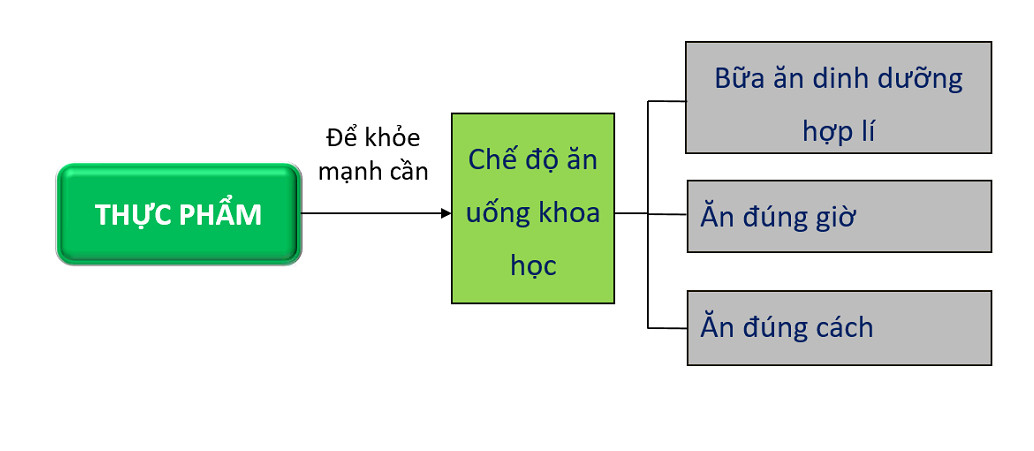 THỰC PHẨM
Để khỏe
mạnh cần
Chế độ ăn
uống khoa
học
Bữa ăn dinh dưỡng
hợp lí
Ăn đúng giờ
Ăn đúng cách